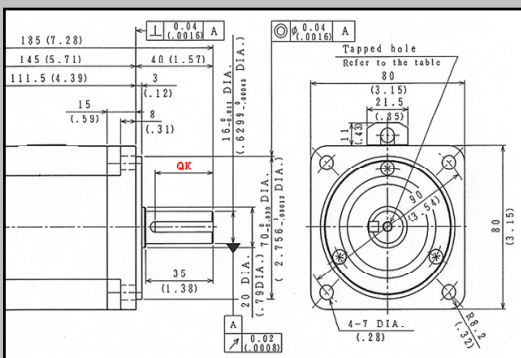 ⊥ 0.04 (.0016) A
◎ φ 0.04 (.0016) A
185 (7.28)
145 (5.71)
40 (1.57)
111.5 (4.39)
3
(.12)
15
(.59)
8
(.31)
QK
35
(1.38)
20 DIA.
(.79DIA.)
A
↗ 0.02 (.0008)
Tapped hole
Refer to the table
80
(3.15)
21.5
(.85)
11
(.43)
90
(3.54)
80
(3.15)
4-7 DIA.
(.28)
R8.2
(.32)